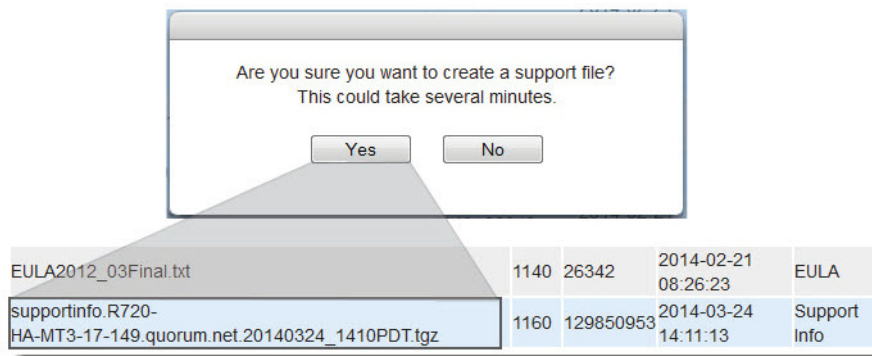 Are you sure you want to create a support file?
This could take several minutes.
Yes No
EULA2012_03Final.txt 1140 26342 2014-02-21 08:26:23 EULA
supportinfo.R720-
HA-MT3-17-149.quorum.net.20140324_1410PDT.tgz 1160 129850953 2014-03-24 14:11:13 Support Info